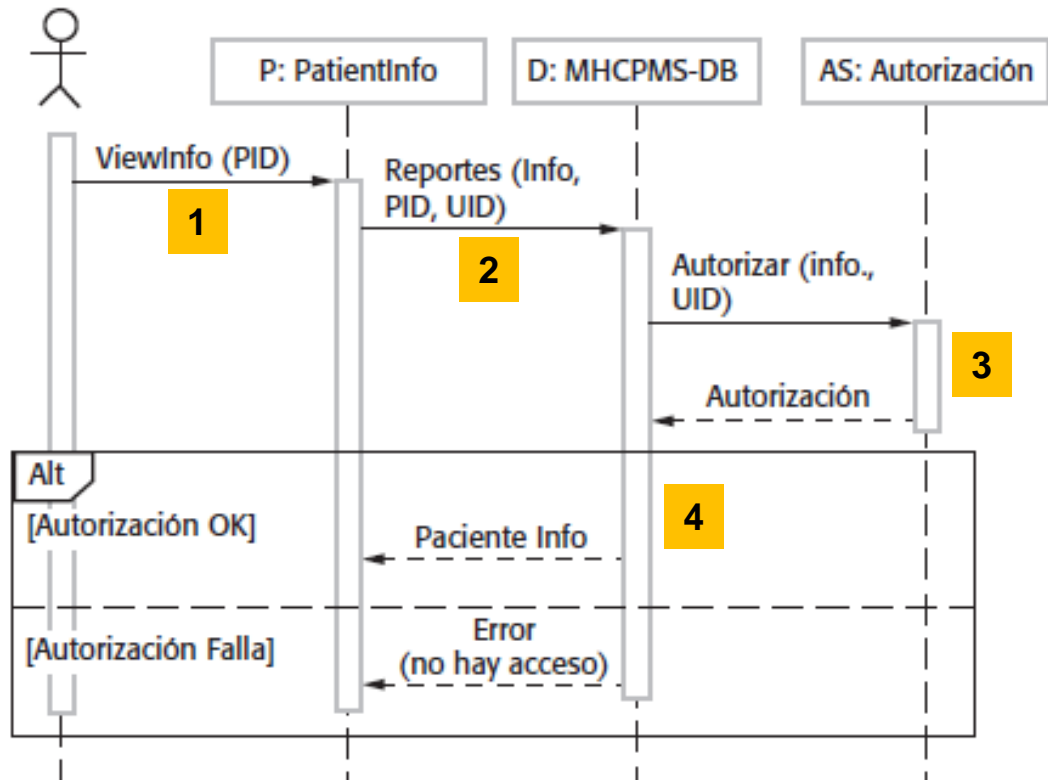 P: PatientInfo
D: MHCPMS-DB
AS: Autorización
ViewInfo (PID)
1
Reportes (Info,
PID, UID)
2
Autorizar (info.,
UID)
3
Autorización
Alt
[Autorización OK]
Paciente Info
4
[Autorización Falla]
Error
(no hay acceso)